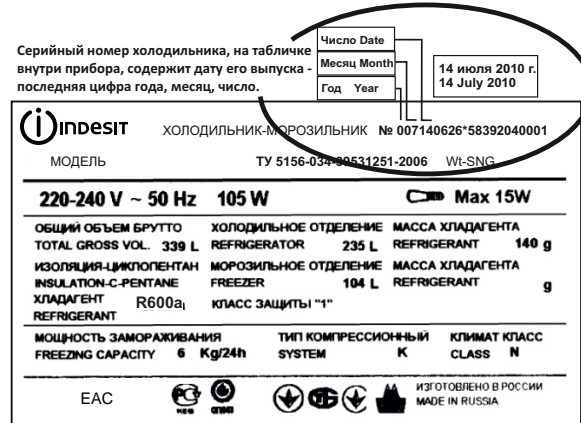 Серийный номер холодильника, на табличке
внутри прибора, содержит дату его выпуска -
последняя цифра года, месяц, число.
Число Date
Месяц Month
Год Year
14 июля 2010 г.
14 July 2010
indesit ХОЛОДИЛЬНИК-МОРОЗИЛЬНИК № 007140626*58392040001
МОДЕЛЬ ТУ 5156-034-39531251-2006 Wt-SNG
220-240 V ~ 50 Hz 105 W Max 15W
ОБЩИЙ ОБЪЕМ БРУТТО ХОЛОДИЛЬНОЕ ОТДЕЛЕНИЕ МАССА ХЛАДАГЕНТА
TOTAL GROSS VOL. 339 L REFRIGERATOR 235 L REFRIGERANT 140 g
ИЗОЛЯЦИЯ-ЦИКЛОПЕНТАН МОРОЗИЛЬНОЕ ОТДЕЛЕНИЕ МАССА ХЛАДАГЕНТА
INSULATION-C-PENTANE FREEZER 104 L REFRIGERANT g
ХЛАДАГЕНТ R600a КЛАСС ЗАЩИТЫ "1"
REFRIGERANT
МОЩНОСТЬ ЗАМОРАЖИВАНИЯ ТИП КОМПРЕССИОННЫЙ КЛИМАТ КЛАСС
FREEZING CAPACITY 6 Kg/24h SYSTEM K CLASS N
EAC ИЗГОТОВЛЕНО В РОССИИ
MADE IN RUSSIA